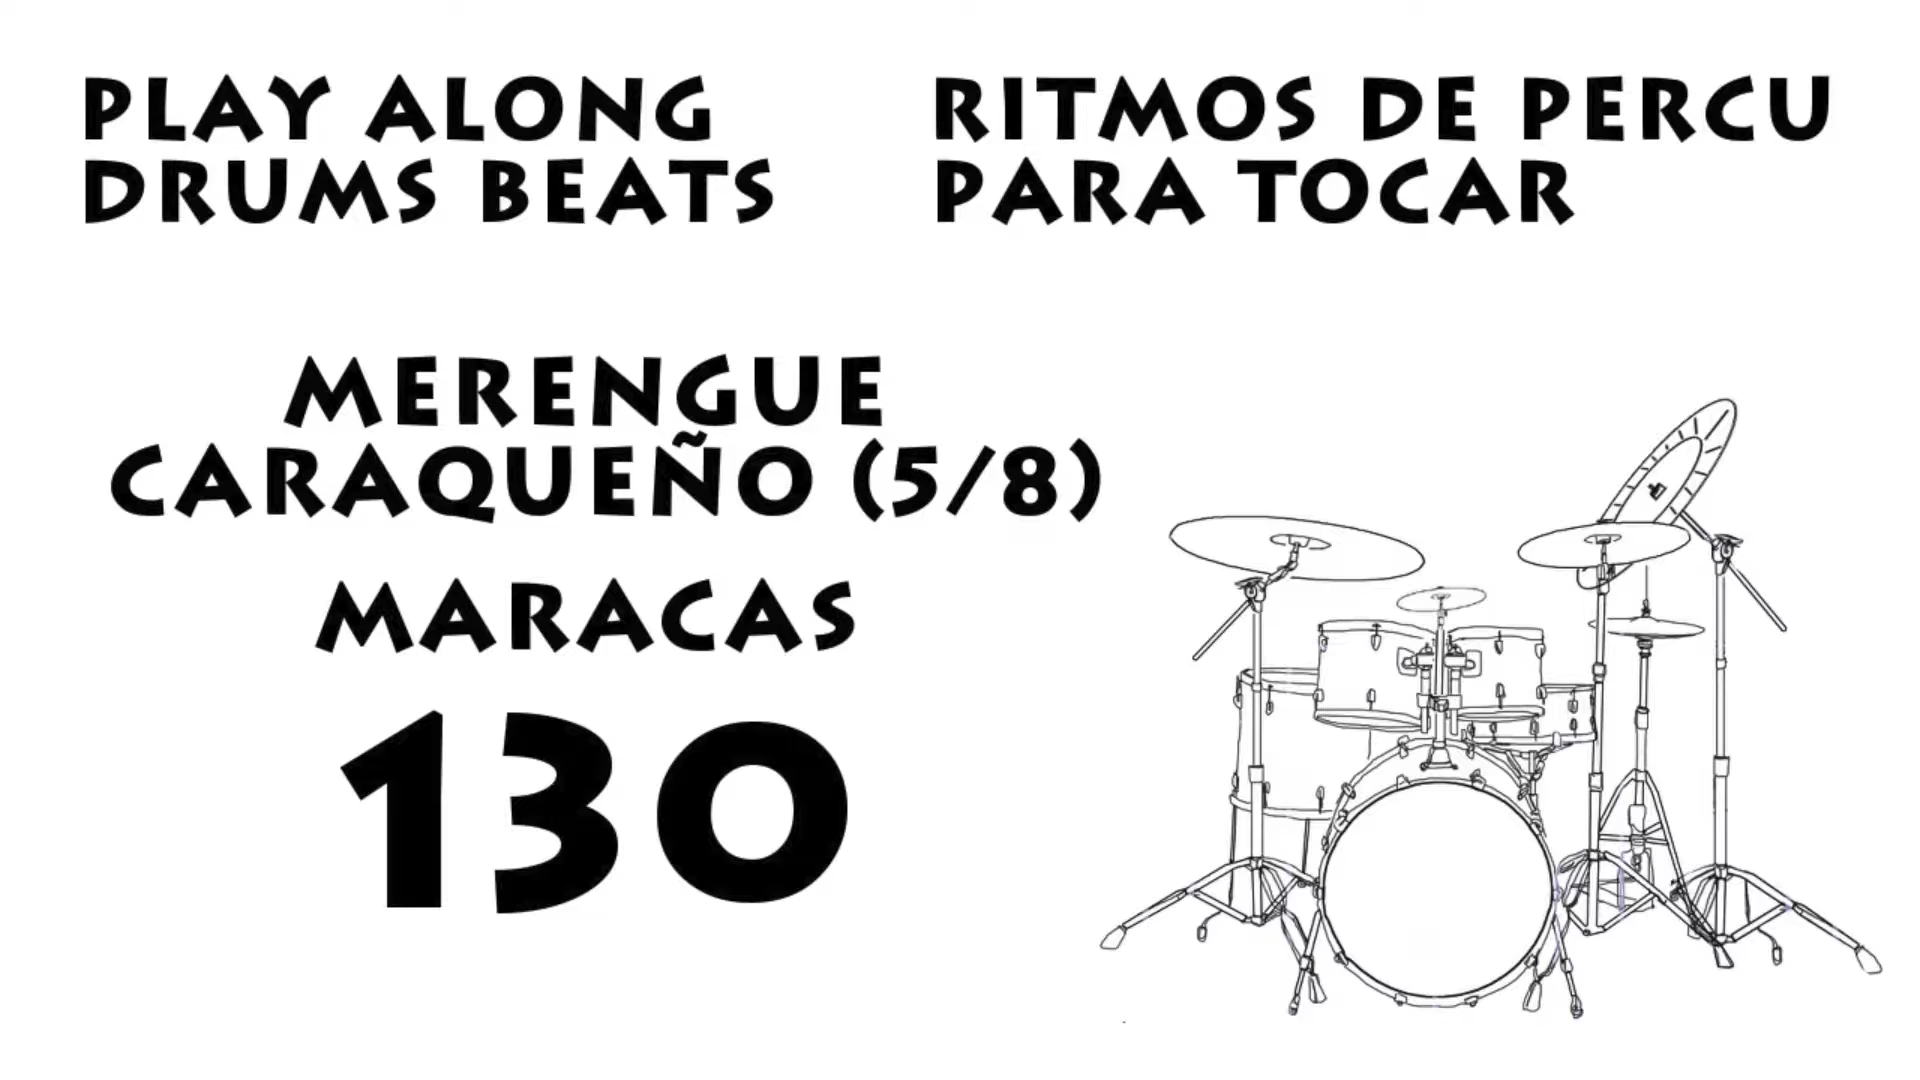 PLAY ALONG
DRUMS BEATS
RITMOS DE PERCU
PARA TOCAR
MERENGUE
CARAQUEÑO (5/8)
MARACAS
130